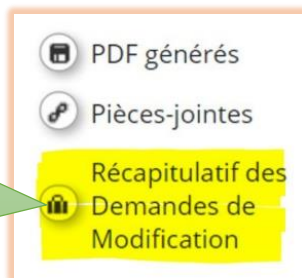 PDF générés
Pièces-jointes
Récapitulatif des
Demandes de
Modification